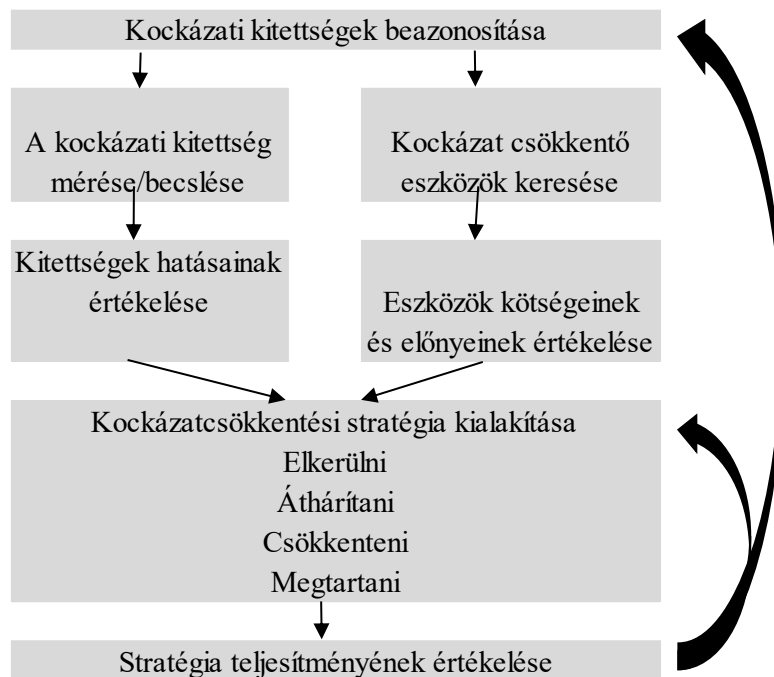 Kockázati kitettségek beazonosítása
A kockázati kitettség
mérése/becslése
Kockázat csökkentő
eszközök keresése
Kitettségek hatásainak
értékelése
Eszközök kötségeinek
és előnyeinek értékelése
Kockázatcsökkentési stratégia kialakítása
Elkerülni
Áthárítani
Csökkenteni
Megtartani
Stratégia teljesítményének értékelése